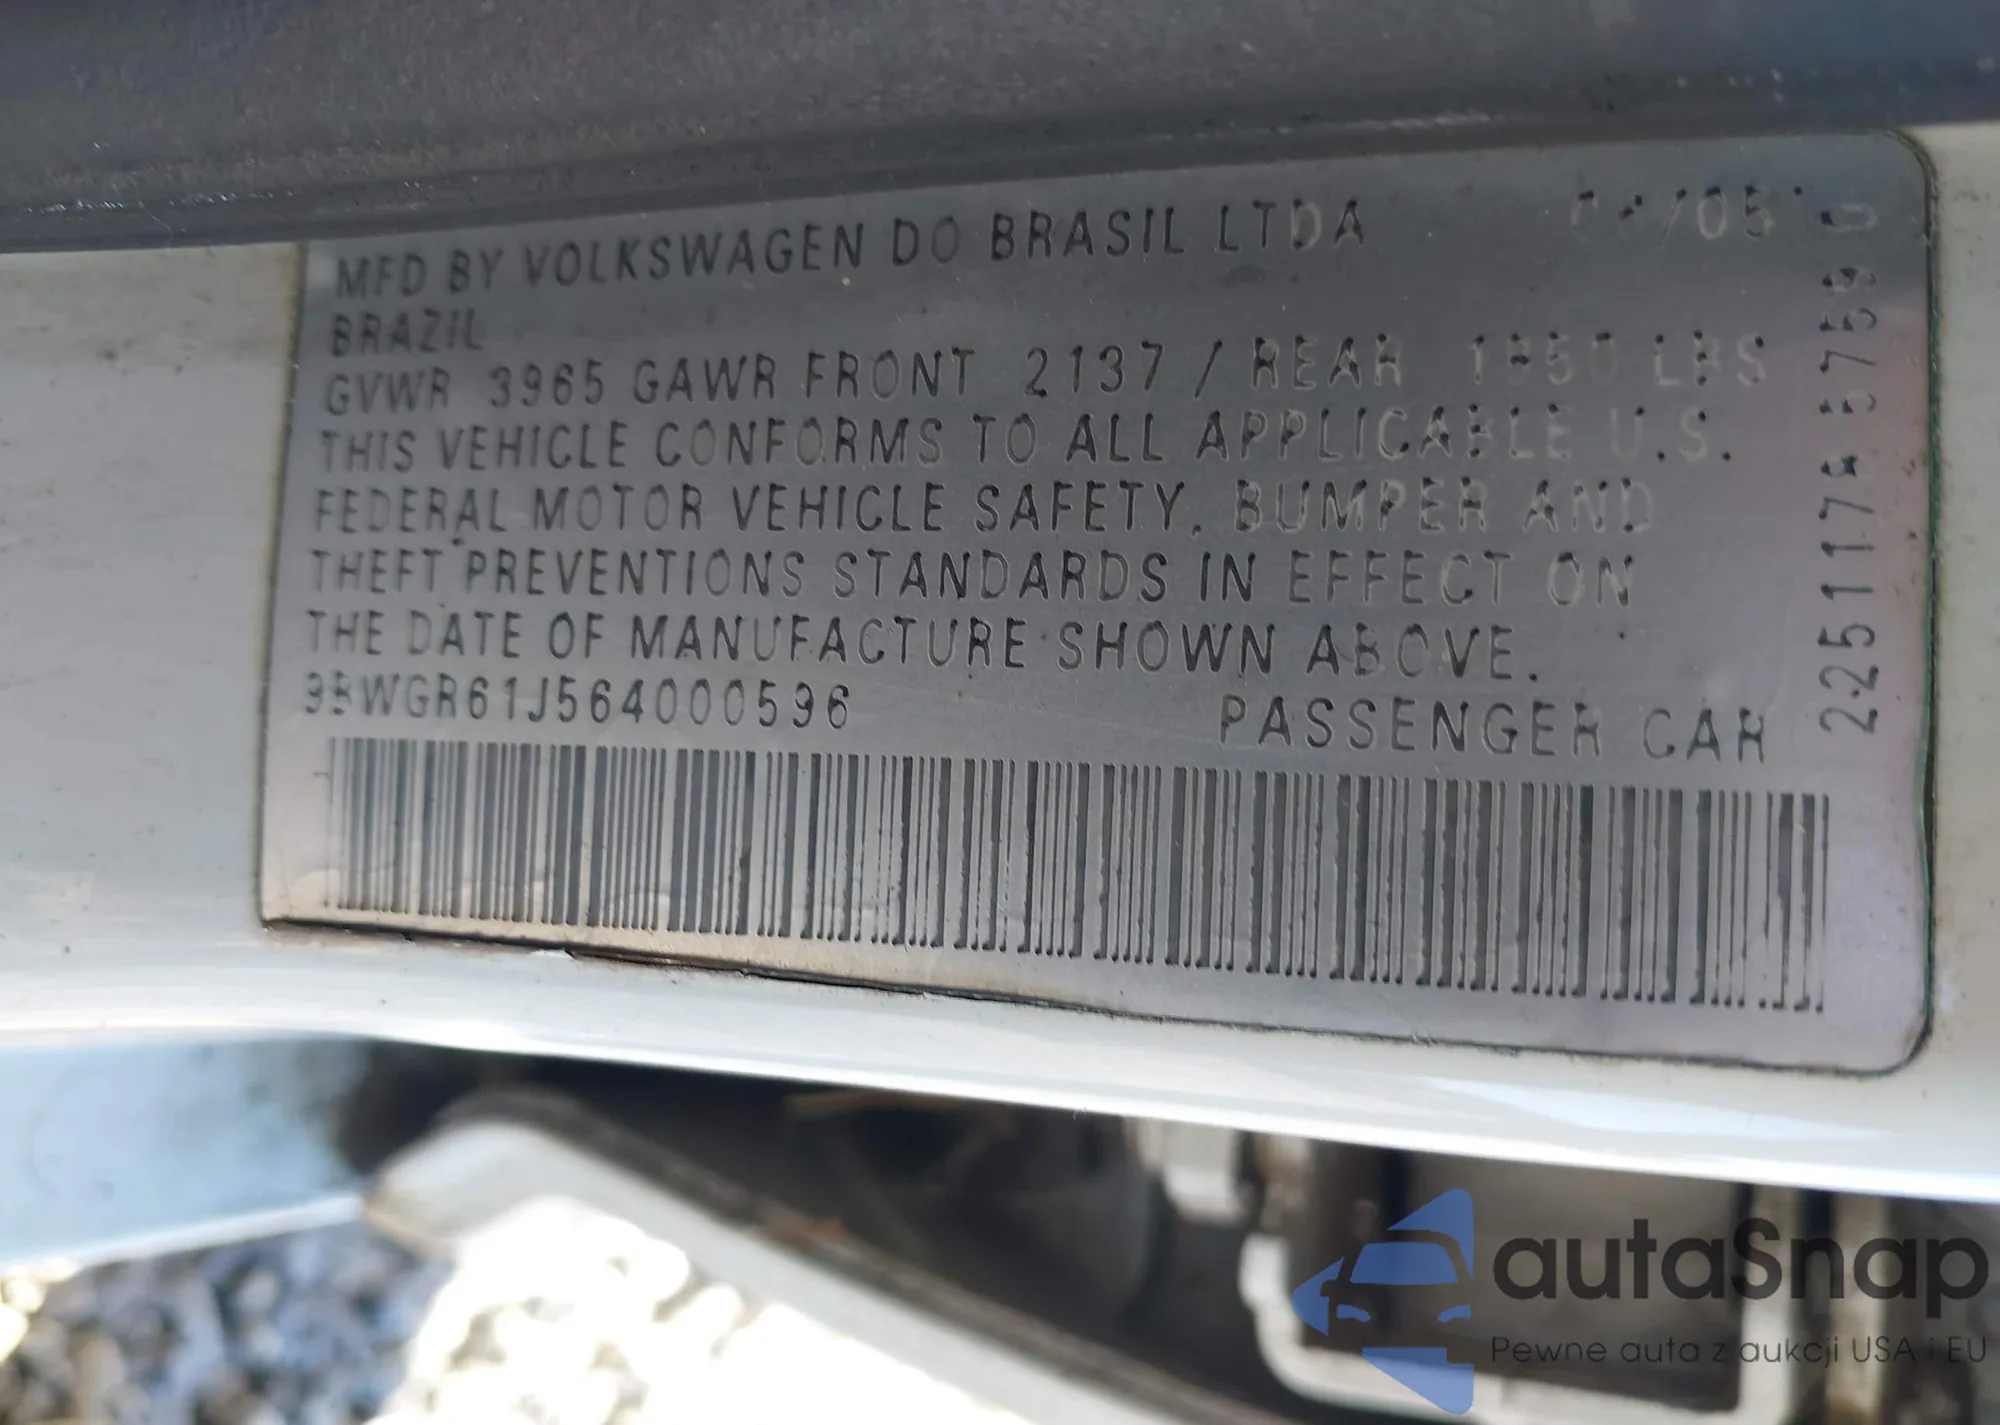 MFD BY VOLKSWAGEN DO BRASIL LTDA
BRAZIL
GVWR 3965 GAWR FRONT 2137 / REAR LBS
THIS VEHICLE CONFORMS TO ALL APPLICABLE U.S.
FEDERAL MOTOR VEHICLE SAFETY, BUMPER AND
THEFT PREVENTIONS STANDARDS IN EFFECT ON
THE DATE OF MANUFACTURE SHOWN ABOVE.
9BWGR61J564000596 PASSENGER CAR
autaSnap
Pewne auta z aukcji USA i EU